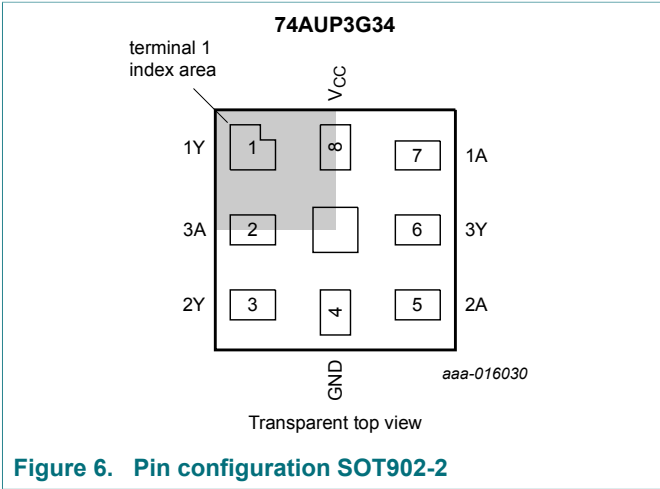 74AUP3G34
terminal 1
index area
VCC
1Y 1 8 7 1A
3A 2 6 3Y
2Y 3 4 5 2A
GND
aaa-016030
Transparent top view
Figure 6. Pin configuration SOT902-2